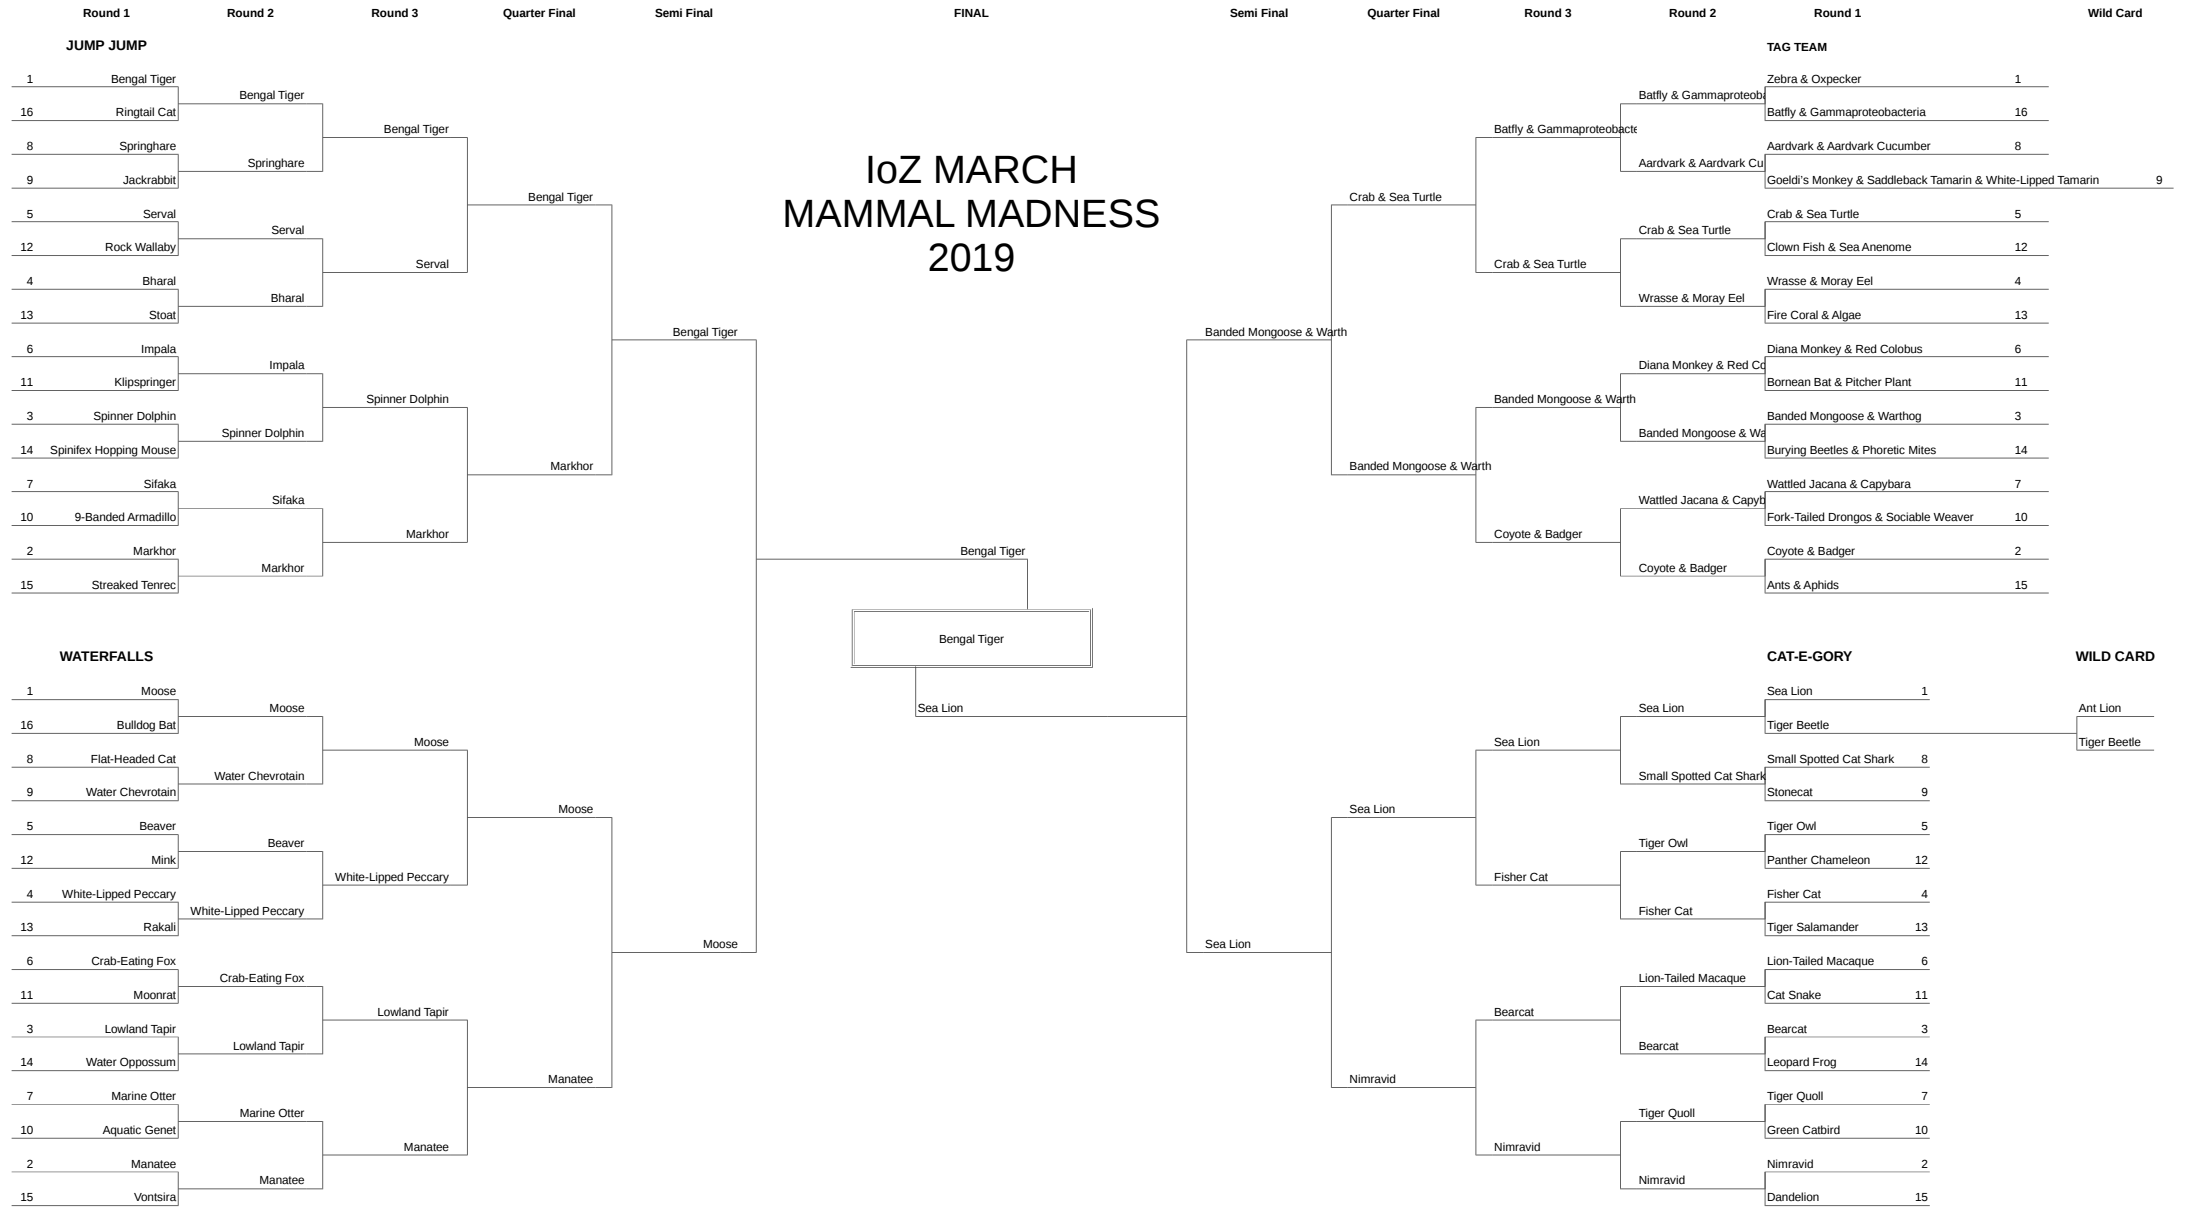 Round 1 Round 2 Round 3 Quarter Final Semi Final FINAL Semi Final Quarter Final Round 3 Round 2 Round 1 Wild Card
JUMP JUMP
1 Bengal Tiger
16 Ringtail Cat
8 Springhare
9 Jackrabbit
5 Serval
12 Rock Wallaby
4 Bharal
13 Stoat
6 Impala
11 Klipspringer
3 Spinner Dolphin
14 Spinifex Hopping Mouse
7 Sifaka
10 9-Banded Armadillo
2 Markhor
15 Streaked Tenrec
Bengal Tiger
Springhare
Serval
Bharal
Impala
Spinner Dolphin
Sifaka
Markhor
Bengal Tiger
Serval
Spinner Dolphin
Markhor
Bengal Tiger
Markhor
Bengal Tiger
WATERFALLS
1 Moose
16 Bulldog Bat
8 Flat-Headed Cat
9 Water Chevrotain
5 Beaver
12 Mink
4 White-Lipped Peccary
13 Rakali
6 Crab-Eating Fox
11 Moonrat
3 Lowland Tapir
14 Water Oppossum
7 Marine Otter
10 Aquatic Genet
2 Manatee
15 Vontsira
Moose
Water Chevrotain
Beaver
White-Lipped Peccary
Crab-Eating Fox
Lowland Tapir
Marine Otter
Manatee
Moose
White-Lipped Peccary
Lowland Tapir
Manatee
Moose
Manatee
Moose
IoZ MARCH
MAMMAL MADNESS
2019
Bengal Tiger
Bengal Tiger
Sea Lion
TAG TEAM
Zebra & Oxpecker 1
Batfly & Gammaproteobacteria 16
Aardvark & Aardvark Cucumber 8
Goeldi's Monkey & Saddleback Tamarin & White-Lipped Tamarin 9
Crab & Sea Turtle 5
Clown Fish & Sea Anenome 12
Wrasse & Moray Eel 4
Fire Coral & Algae 13
Diana Monkey & Red Colobus 6
Bornean Bat & Pitcher Plant 11
Banded Mongoose & Warthog 3
Burying Beetles & Phoretic Mites 14
Wattled Jacana & Capybara 7
Fork-Tailed Drongos & Sociable Weaver 10
Coyote & Badger 2
Ants & Aphids 15
Batfly & Gammaproteoba
Aardvark & Aardvark Cu
Crab & Sea Turtle
Wrasse & Moray Eel
Diana Monkey & Red Co
Banded Mongoose & Wa
Wattled Jacana & Capyb
Coyote & Badger
Batfly & Gammaproteobacte
Crab & Sea Turtle
Banded Mongoose & Warth
Coyote & Badger
Crab & Sea Turtle
Banded Mongoose & Warth
Banded Mongoose & Warth
CAT-E-GORY
Sea Lion 1
Tiger Beetle
Small Spotted Cat Shark 8
Stonecat 9
Tiger Owl 5
Panther Chameleon 12
Fisher Cat 4
Tiger Salamander 13
Lion-Tailed Macaque 6
Cat Snake 11
Bearcat 3
Leopard Frog 14
Tiger Quoll 7
Green Catbird 10
Nimravid 2
Dandelion 15
Sea Lion
Small Spotted Cat Shark
Tiger Owl
Fisher Cat
Lion-Tailed Macaque
Bearcat
Tiger Quoll
Nimravid
Sea Lion
Fisher Cat
Bearcat
Nimravid
Sea Lion
Nimravid
Sea Lion
WILD CARD
Ant Lion
Tiger Beetle